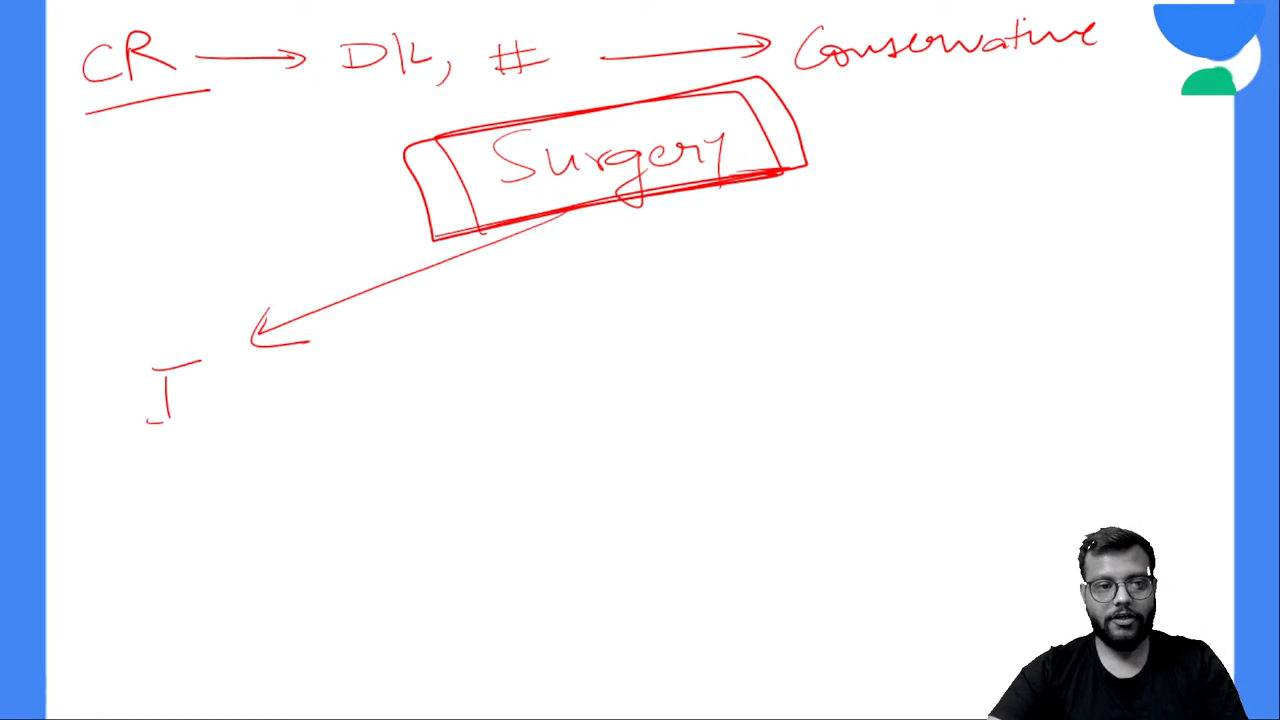 CR → D/L, # → Conservative
Surgery
I